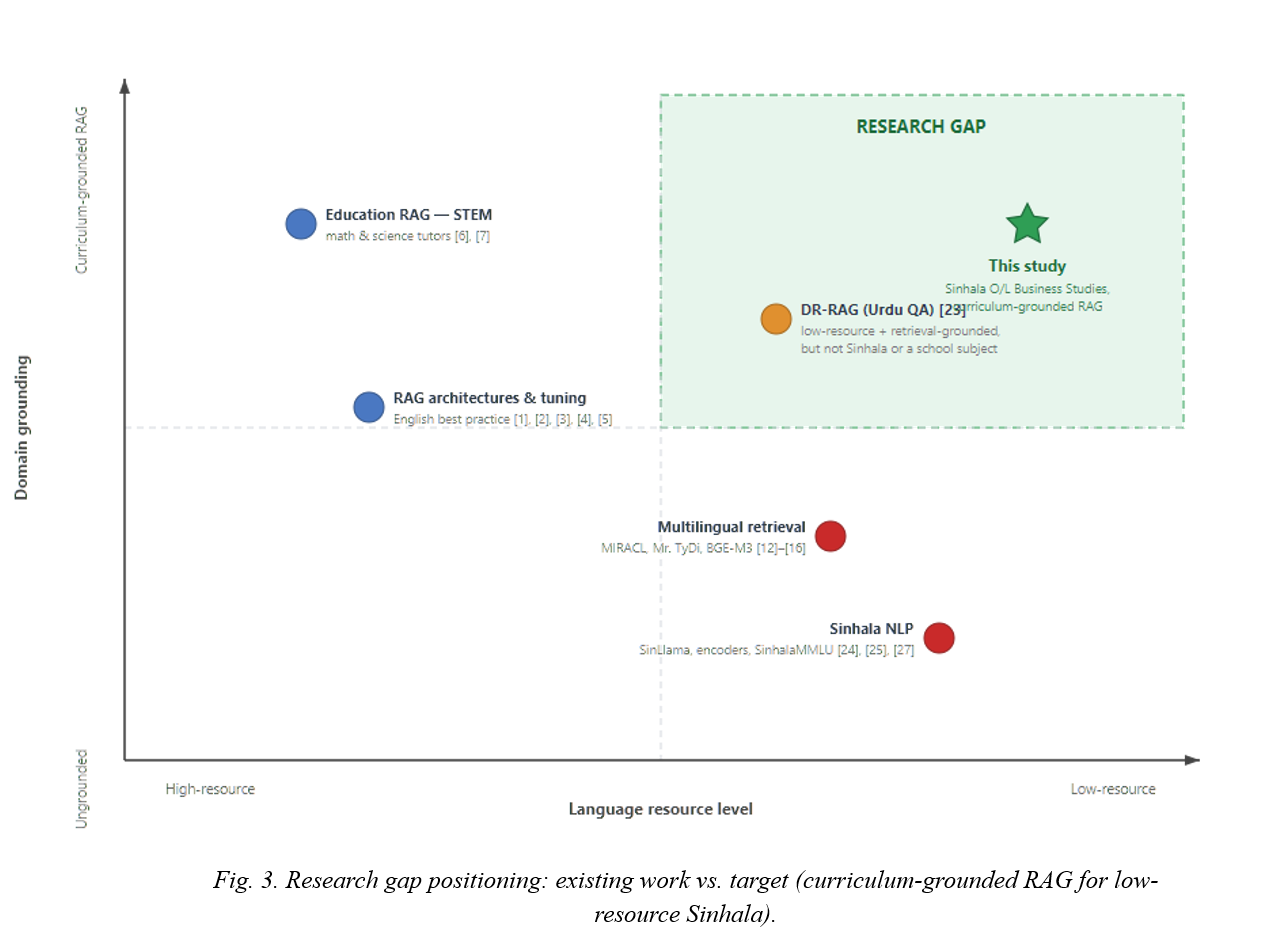 Curriculum-grounded RAG
RESEARCH GAP
Education RAG — STEM
math & science tutors [6], [7]
This study
Sinhala O/L Business Studies,
curriculum-grounded RAG
DR-RAG (Urdu QA) [23]
low-resource + retrieval-grounded,
but not Sinhala or a school subject
Domain grounding
RAG architectures & tuning
English best practice [1], [2], [3], [4], [5]
Multilingual retrieval
MIRACL, Mr. TyDi, BGE-M3 [12]–[16]
Sinhala NLP
SinLlama, encoders, SinhalaMMLU [24], [25], [27]
Ungrounded
High-resource
Low-resource
Language resource level
Fig. 3. Research gap positioning: existing work vs. target (curriculum-grounded RAG for low-
resource Sinhala).